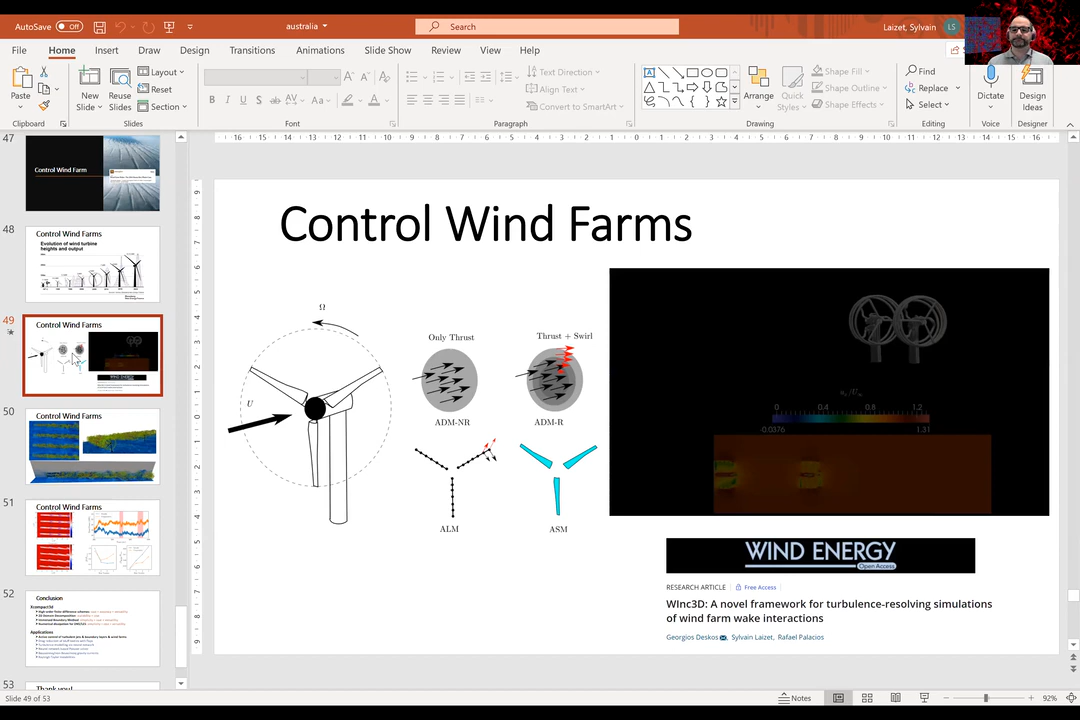 AutoSave Off
australia
Search
Laizet, Sylvain LS
File Home Insert Draw Design Transitions Animations Slide Show Review View Help
Paste
New Slide
Reuse Slides
Layout
Reset
Section
Text Direction
Align Text
Convert to SmartArt
Arrange
Quick Styles
Shape Fill
Shape Outline
Shape Effects
Find
Replace
Select
Dictate
Design Ideas
Clipboard Slides Font Paragraph Drawing Editing Voice Designer
47
Control Wind Farm
48
Control Wind Farms
Evolution of wind turbine
heights and output
49
Control Wind Farms
50
Control Wind Farms
51
Control Wind Farms
52
Conclusion
Applications
53
Thank you!
Control Wind Farms
Ω
U
Only Thrust
Thrust + Swirl
ADM-NR
ADM-R
ALM
ASM
0 0.4 0.8 1.2
-0.0376 1.31
WIND ENERGY
Open Access
RESEARCH ARTICLE Free Access
WInc3D: A novel framework for turbulence-resolving simulations
of wind farm wake interactions
Georgios Deskos, Sylvain Laizet, Rafael Palacios
Slide 49 of 53
Notes
92%